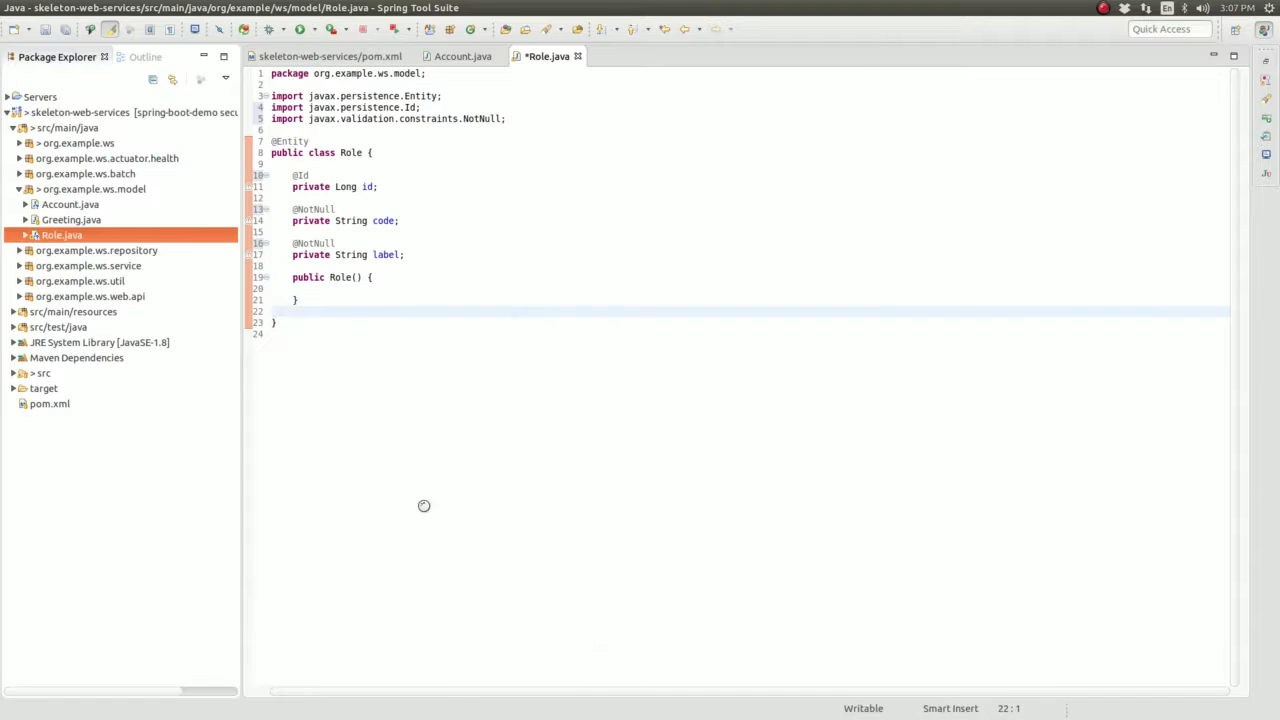 Java - skeleton-web-services/src/main/java/org/example/ws/model/Role.java - Spring Tool Suite
En
3:07 PM
Quick Access
Package Explorer
Outline
Servers
skeleton-web-services [spring-boot-demo secu
> src/main/java
> org.example.ws
org.example.ws.actuator.health
org.example.ws.batch
> org.example.ws.model
Account.java
Greeting.java
Role.java
org.example.ws.repository
org.example.ws.service
org.example.ws.util
org.example.ws.web.api
src/main/resources
src/test/java
JRE System Library [JavaSE-1.8]
Maven Dependencies
> src
target
pom.xml
skeleton-web-services/pom.xml
Account.java
*Role.java
1 package org.example.ws.model;
2
3 import javax.persistence.Entity;
4 import javax.persistence.Id;
5 import javax.validation.constraints.NotNull;
6
7 @Entity
8 public class Role {
9
10 @Id
11 private Long id;
12
13 @NotNull
14 private String code;
15
16 @NotNull
17 private String label;
18
19 public Role() {
20
21 }
22
23 }
24
Writable
Smart Insert
22 : 1